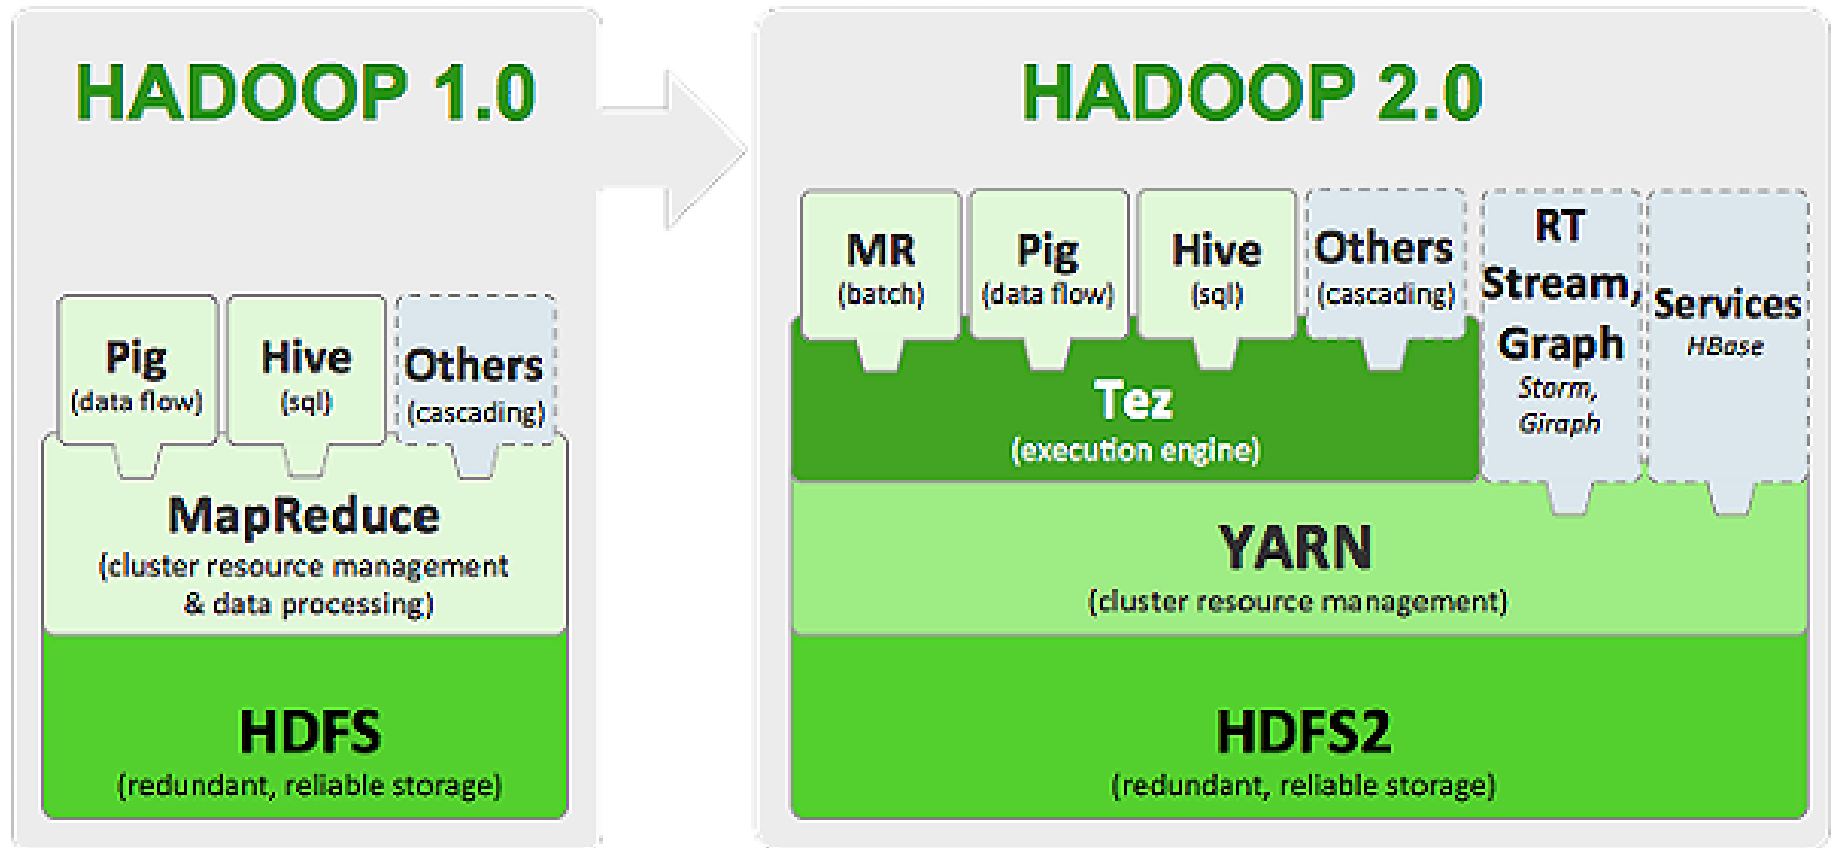 HADOOP 1.0
Pig
(data flow)
Hive
(sql)
Others
(cascading)
MapReduce
(cluster resource management
& data processing)
HDFS
(redundant, reliable storage)
HADOOP 2.0
MR
(batch)
Pig
(data flow)
Hive
(sql)
Others
(cascading)
RT
Stream,
Graph
Storm,
Giraph
Services
HBase
Tez
(execution engine)
YARN
(cluster resource management)
HDFS2
(redundant, reliable storage)